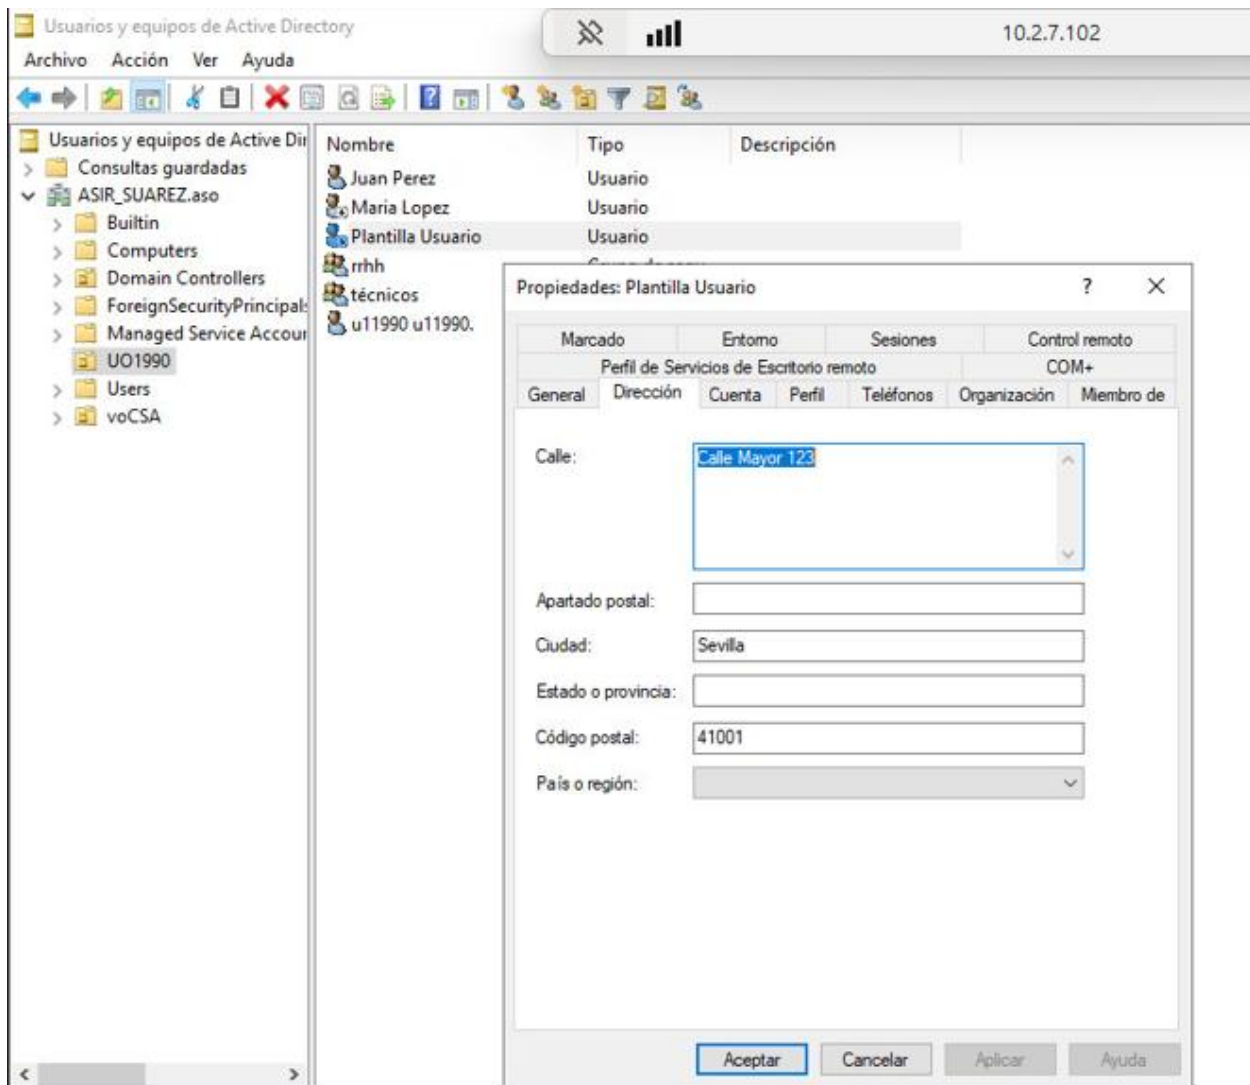 Usuarios y equipos de Active Directory
10.2.7.102
Archivo Acción Ver Ayuda
Usuarios y equipos de Active Dir
Consultas guardadas
ASIR_SUAREZ.aso
Builtin
Computers
Domain Controllers
ForeignSecurityPrincipal
Managed Service Accour
UO1990
Users
voCSA
Nombre Tipo Descripción
Juan Perez Usuario
Maria Lopez Usuario
Plantilla Usuario Usuario
rrhh
técnicos
u11990 u11990.
Propiedades: Plantilla Usuario ?
Marcado Entorno Sesiones Control remoto
Perfil de Servicios de Escritorio remoto COM+
General Dirección Cuenta Perfil Teléfonos Organización Miembro de
Calle: Calle Mayor 123
Apartado postal:
Ciudad: Sevilla
Estado o provincia:
Código postal: 41001
País o región:
Aceptar Cancelar Aplicar Ayuda